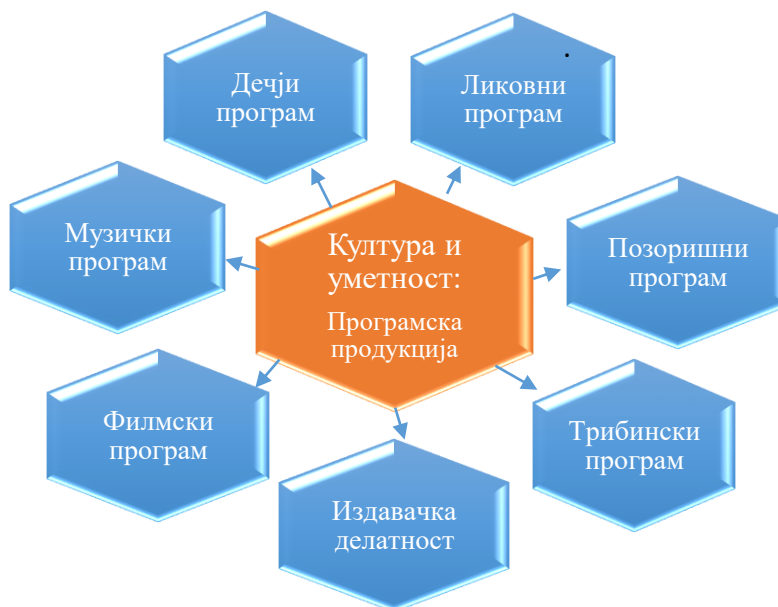 Дечји
програм
Ликовни
програм
Музички
програм
Култура и
уметност:
Програмска
продукција
Позоришни
програм
Филмски
програм
Трибински
програм
Издавачка
делатност